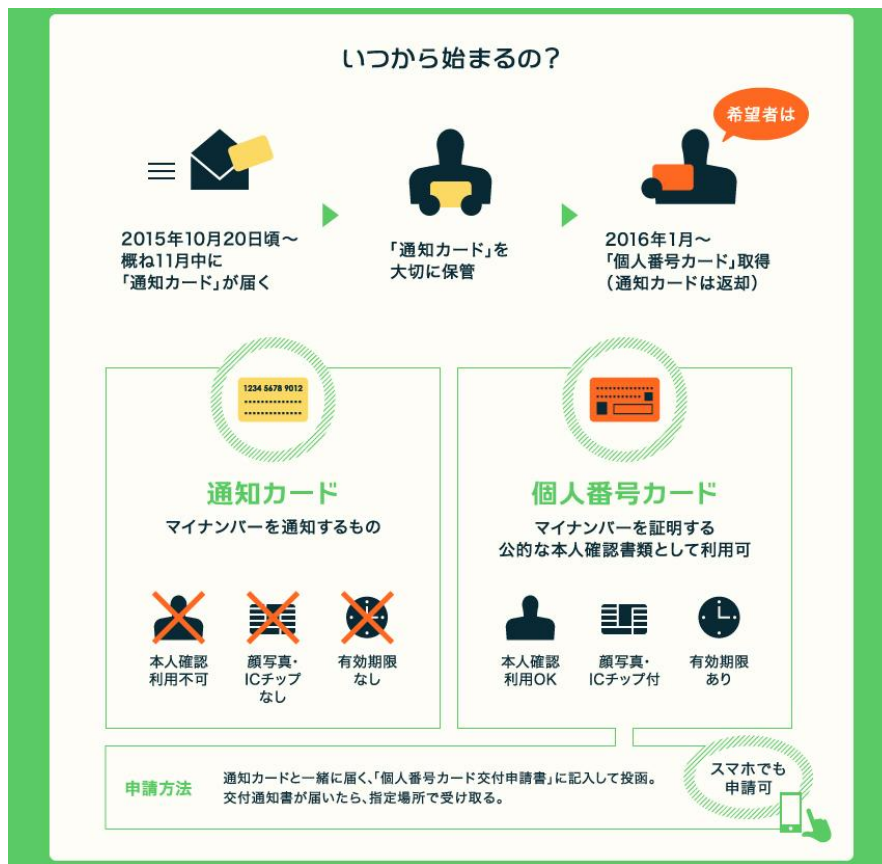 いつから始まるの?
希望者は
2015年10月20日頃〜
概ね11月中に
「通知カード」が届く
「通知カード」を
大切に保管
2016年1月〜
「個人番号カード」取得
（通知カードは返却）
1234 5678 9012
通知カード
マイナンバーを通知するもの
本人確認
利用不可
顔写真・
ICチップ
なし
有効期限
なし
個人番号カード
マイナンバーを証明する
公的な本人確認書類として利用可
本人確認
利用OK
顔写真・
ICチップ付
有効期限
あり
申請方法
通知カードと一緒に届く、「個人番号カード交付申請書」に記入して投函。
交付通知書が届いたら、指定場所で受け取る。
スマホでも
申請可